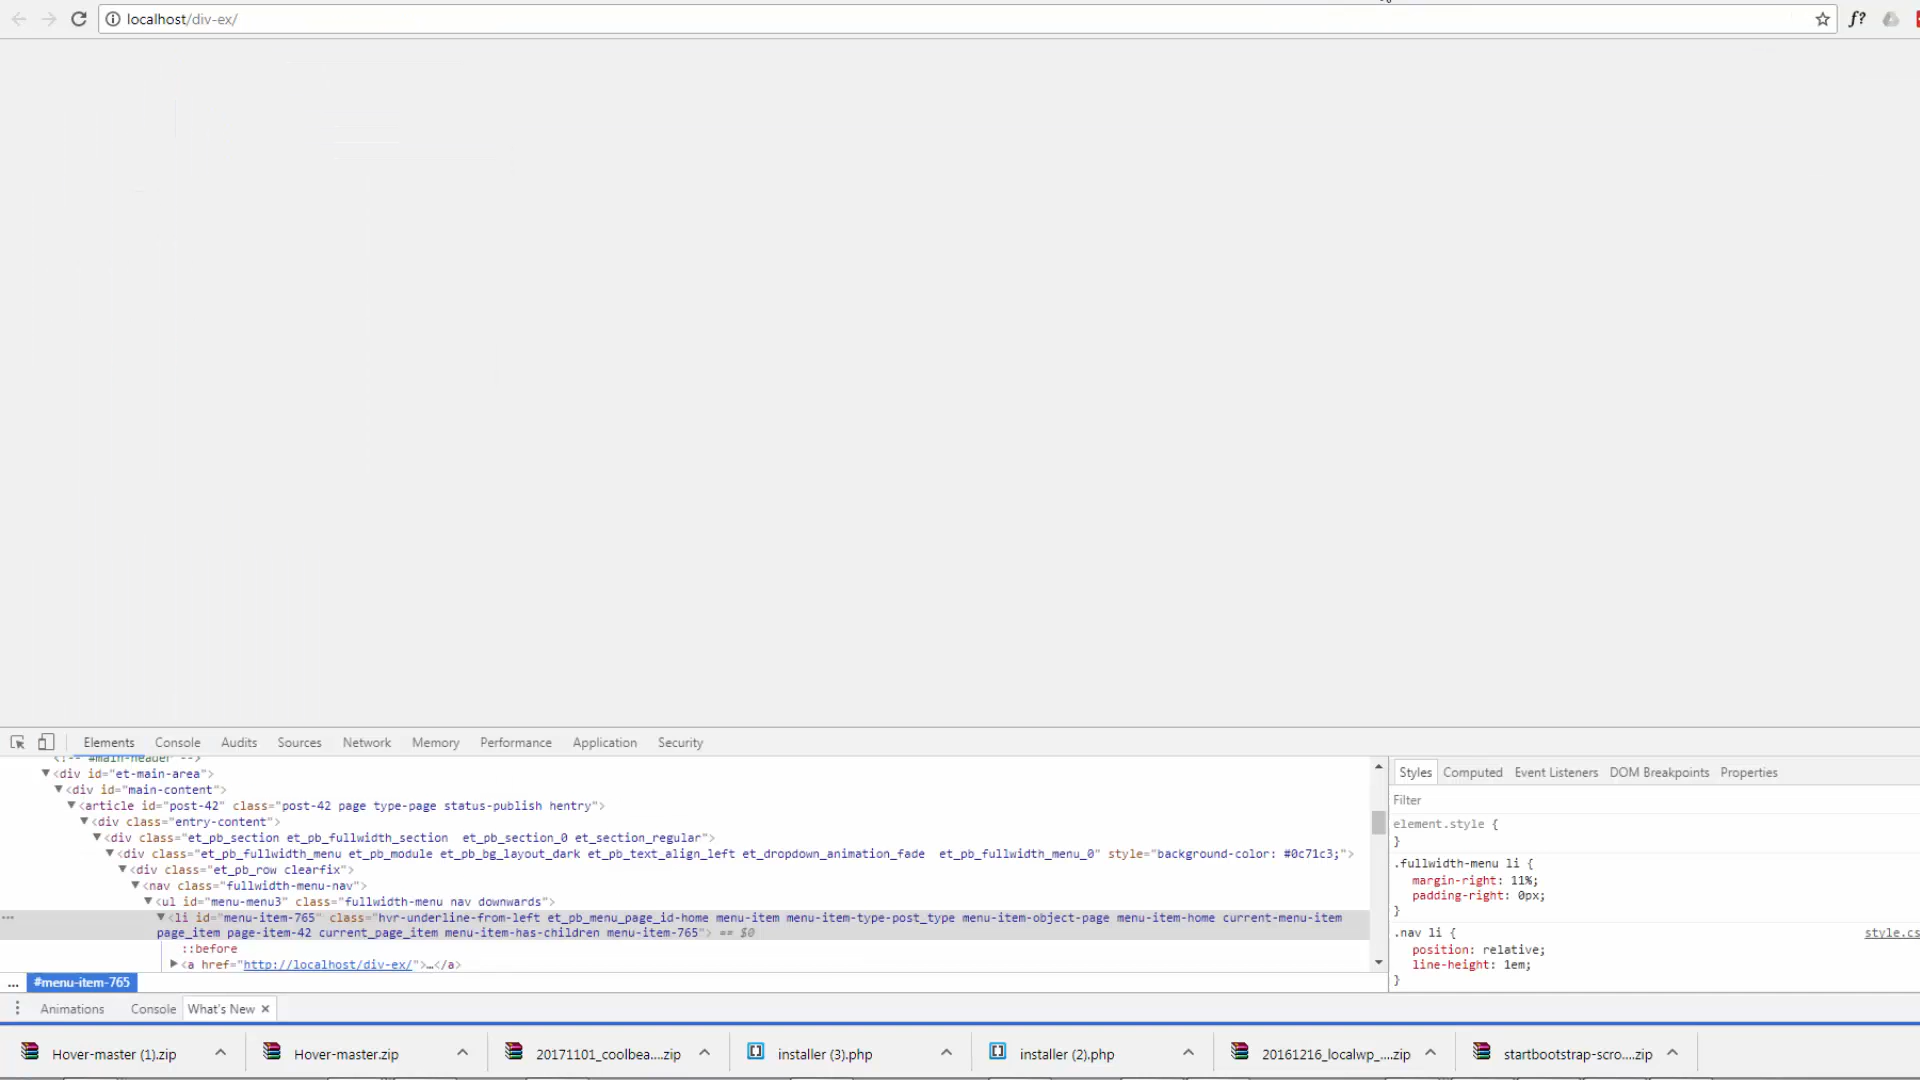 localhost/div-ex/
f?
Elements Console Audits Sources Network Memory Performance Application Security
<!-- #main-header -->
<div id="et-main-area">
<div id="main-content">
<article id="post-42" class="post-42 page type-page status-publish hentry">
<div class="entry-content">
<div class="et_pb_section et_pb_fullwidth_section  et_pb_section_0 et_section_regular">
<div class="et_pb_fullwidth_menu et_pb_module et_pb_bg_layout_dark et_pb_text_align_left et_dropdown_animation_fade  et_pb_fullwidth_menu_0" style="background-color: #0c71c3;">
<div class="et_pb_row clearfix">
<nav class="fullwidth-menu-nav">
<ul id="menu-menu3" class="fullwidth-menu nav downwards">
<li id="menu-item-765" class="hvr-underline-from-left et_pb_menu_page_id-home menu-item menu-item-type-post_type menu-item-object-page menu-item-home current-menu-item
page_item page-item-42 current_page_item menu-item-has-children menu-item-765"> == $0
::before
<a href="http://localhost/div-ex/">…</a>
... #menu-item-765
Styles Computed Event Listeners DOM Breakpoints Properties
Filter
element.style {
}
.fullwidth-menu li {
margin-right: 11%;
padding-right: 0px;
}
.nav li { style.cs
position: relative;
line-height: 1em;
}
Animations Console What's New ×
Hover-master (1).zip Hover-master.zip 20171101_coolbea....zip installer (3).php installer (2).php 20161216_localwp_....zip startbootstrap-scro....zip